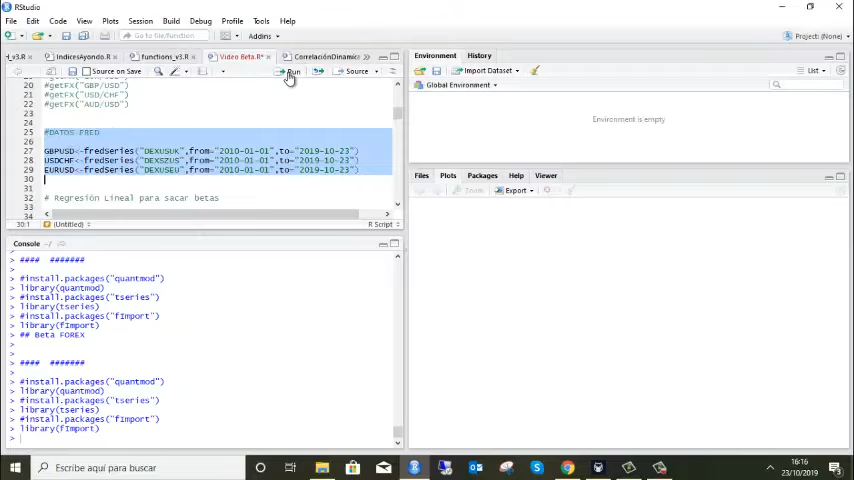 RStudio
File Edit Code View Plots Session Build Debug Profile Tools Help
Go to file/function
Addins
Project: (None)
H_v3.R IndicesAyondo.R functions_v3.R Video Beta.R* CorrelaciónDinamica
Source on Save Run Source
20 #getFX("GBP/USD")
21 #getFX("USD/CHF")
22 #getFX("AUD/USD")
23
24
25 #DATOS FRED
26
27 GBPUSD<-fredSeries("DEXUSUK",from="2010-01-01",to="2019-10-23")
28 USDCHF<-fredSeries("DEXSZUS",from="2010-01-01",to="2019-10-23")
29 EURUSD<-fredSeries("DEXUSEU",from="2010-01-01",to="2019-10-23")
30
31
32 # Regresión Lineal para sacar betas
33
34
30:1 (Untitled) R Script
Console ~/
> #### #######
>
> #install.packages("quantmod")
> library(quantmod)
> #install.packages("tseries")
> library(tseries)
> #install.packages("fImport")
> library(fImport)
> ## Beta FOREX
>
>
> #### #######
>
> #install.packages("quantmod")
> library(quantmod)
> #install.packages("tseries")
> library(tseries)
> #install.packages("fImport")
> library(fImport)
>
Environment History
Import Dataset List
Global Environment
Environment is empty
Files Plots Packages Help Viewer
Zoom Export
Escribe aquí para buscar
16:16
23/10/2019
3